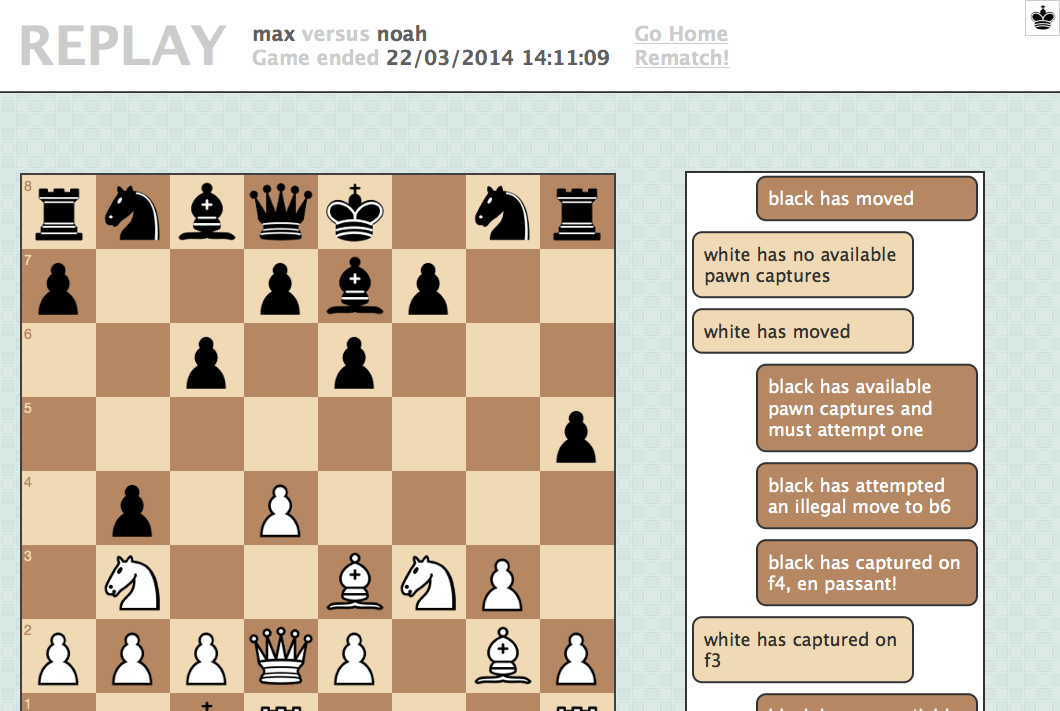 REPLAY
max versus noah
Game ended 22/03/2014 14:11:09
Go Home
Rematch!
8
7
6
5
4
3
2
1
black has moved
white has no available
pawn captures
white has moved
black has available
pawn captures and
must attempt one
black has attempted
an illegal move to b6
black has captured on
f4, en passant!
white has captured on
f3